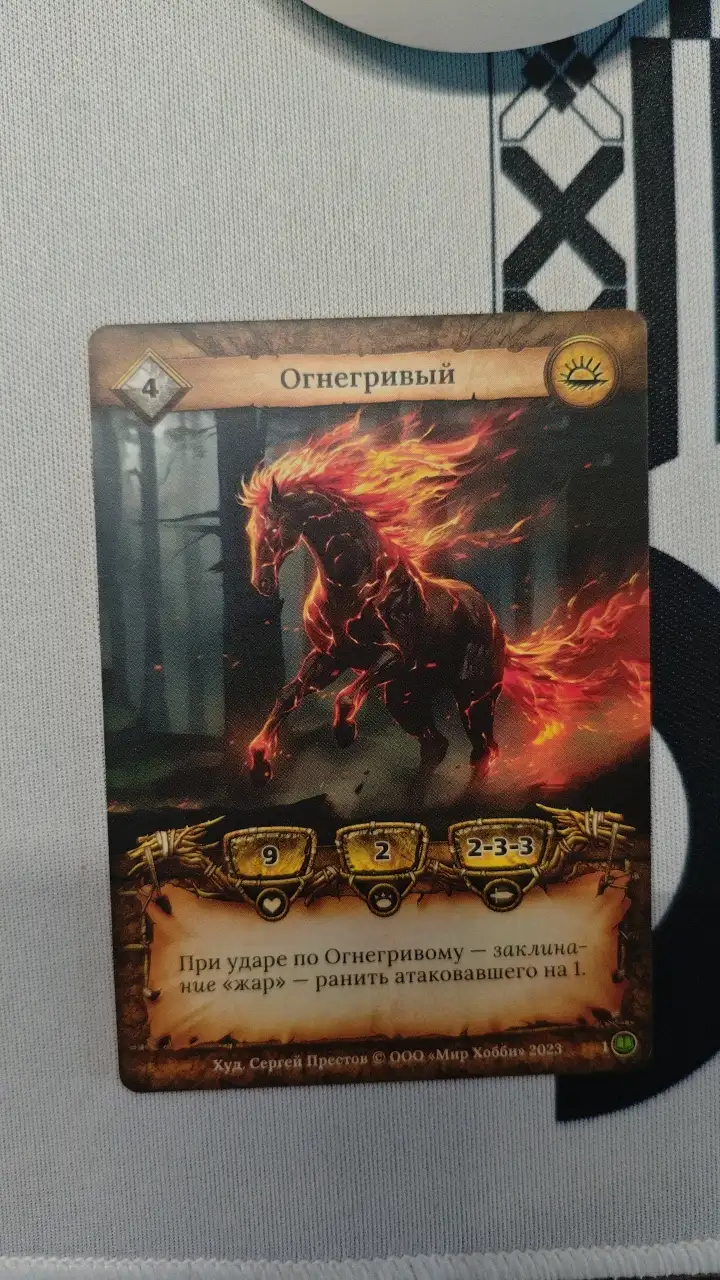 4
Огнегривый
9
2
2-3-3
При ударе по Огнегривому — заклина-
ние «жар» — ранить атаковавшего на 1.
Худ. Сергей Престов © ООО «Мир Хобби» 2023
1